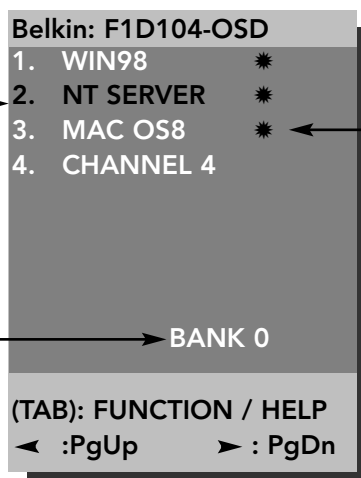 Belkin: F1D104-OSD
1. WIN98 ✹
2. NT SERVER ✹
3. MAC OS8 ✹
4. CHANNEL 4
BANK 0
(TAB): FUNCTION / HELP
◄ :PgUp ► : PgDn